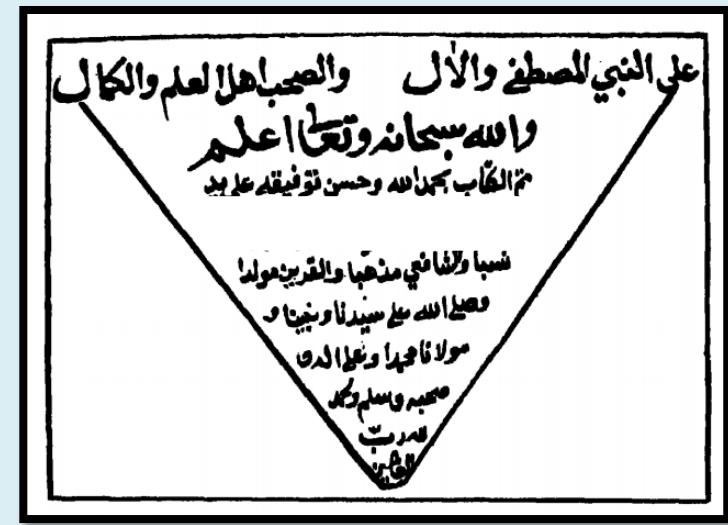 على النبي المصطفى والآل والصحب اهل العلم والكمال
والله سبحانه وتعالى اعلم
تم الكتاب بحمد الله وحسن توفيقه على يد
نسبا والشافعي مذهبا والقرين مولدا
وصلى الله على سيدنا ونبينا و
مولانا محمد وعلى اله و
صحبه وسلم والحمد
لله رب
العالمين